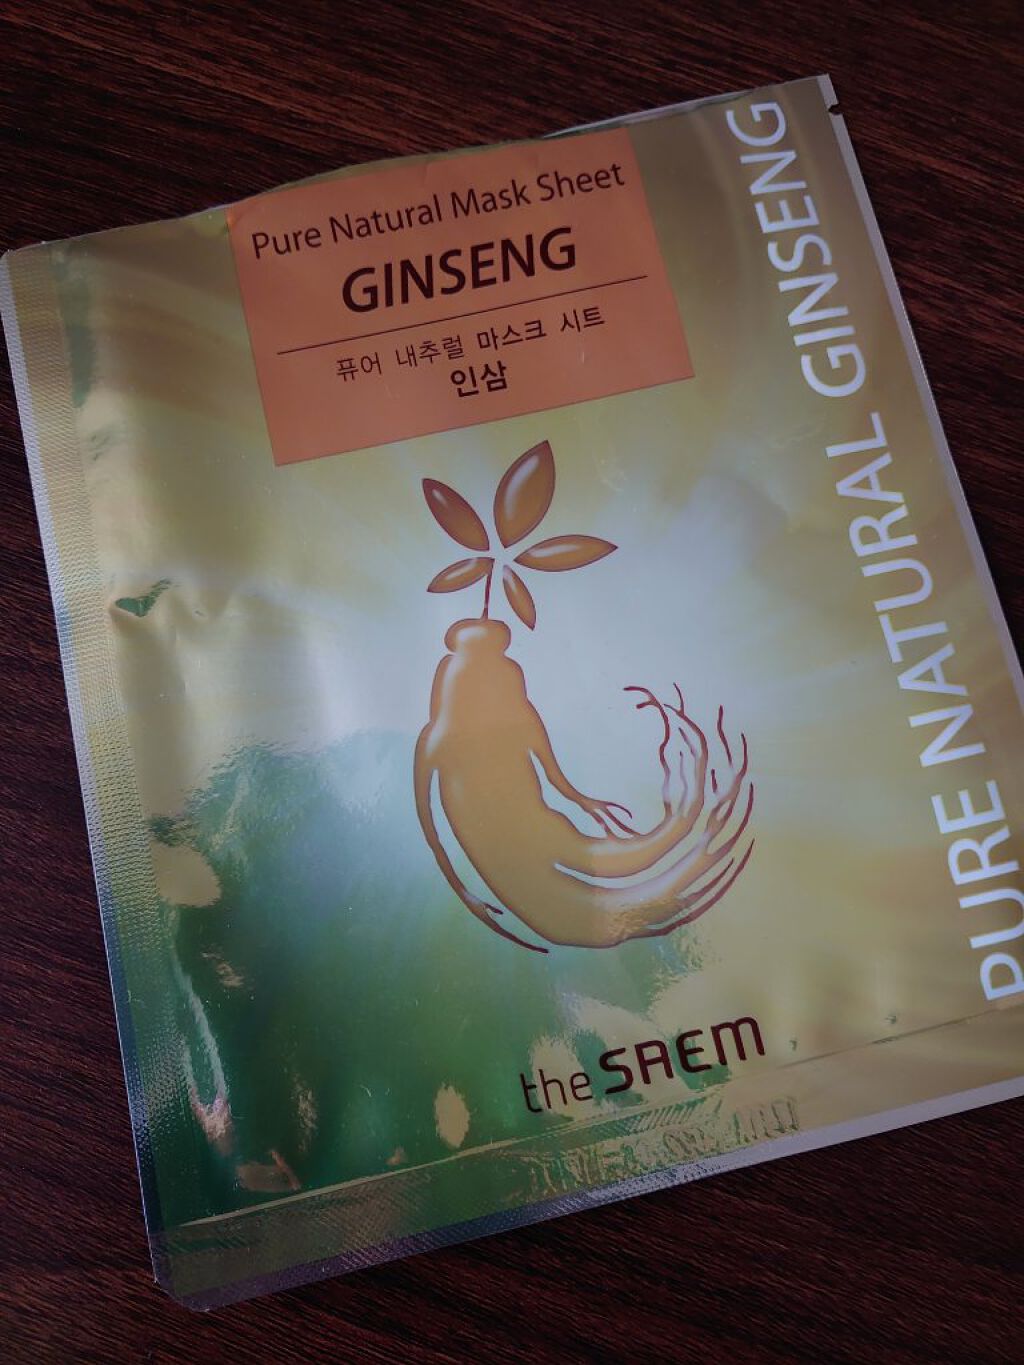 Pure Natural Mask Sheet
GINSENG
퓨어 내추럴 마스크 시트
인삼
PURE NATURAL GINSENG
the SAEM